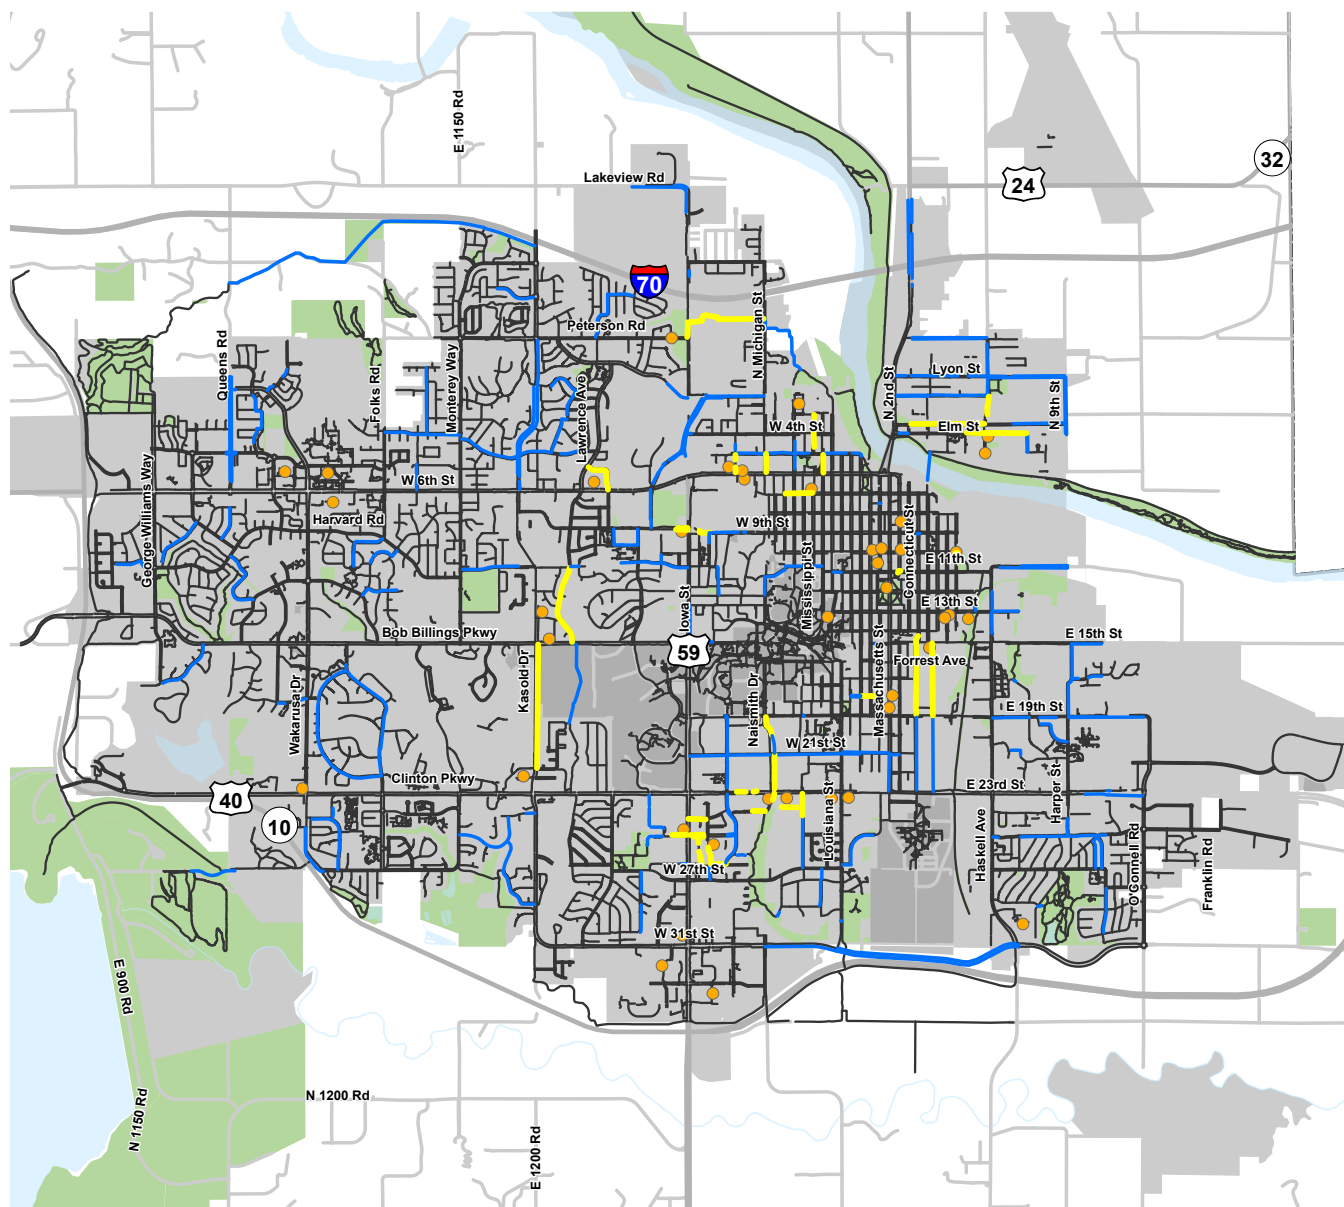 E 1150 Rd
32
Lakeview Rd
24
70
Peterson Rd
N Michigan St
Queens Rd
Folks Rd
Monterey Way
Lawrence Ave
N 2nd St
Lyon St
N 9th St
W 4th St
Elm St
W 6th St
George Williams Way
Harvard Rd
W 9th St
Connecticut St
Mississippi St
E 11th St
Iowa St
E 13th St
Bob Billings Pkwy
E 15th St
59
Forrest Ave
Massachusetts St
Kasold Dr
Naismith Dr
Wakarusa Dr
E 19th St
W 21st St
Clinton Pkwy
E 23rd St
Harper St
40
10
Louisiana St
Haskell Ave
O'Connell Rd
Franklin Rd
W 27th St
W 31st St
E 900 Rd
N 1150 Rd
N 1200 Rd
E 1200 Rd